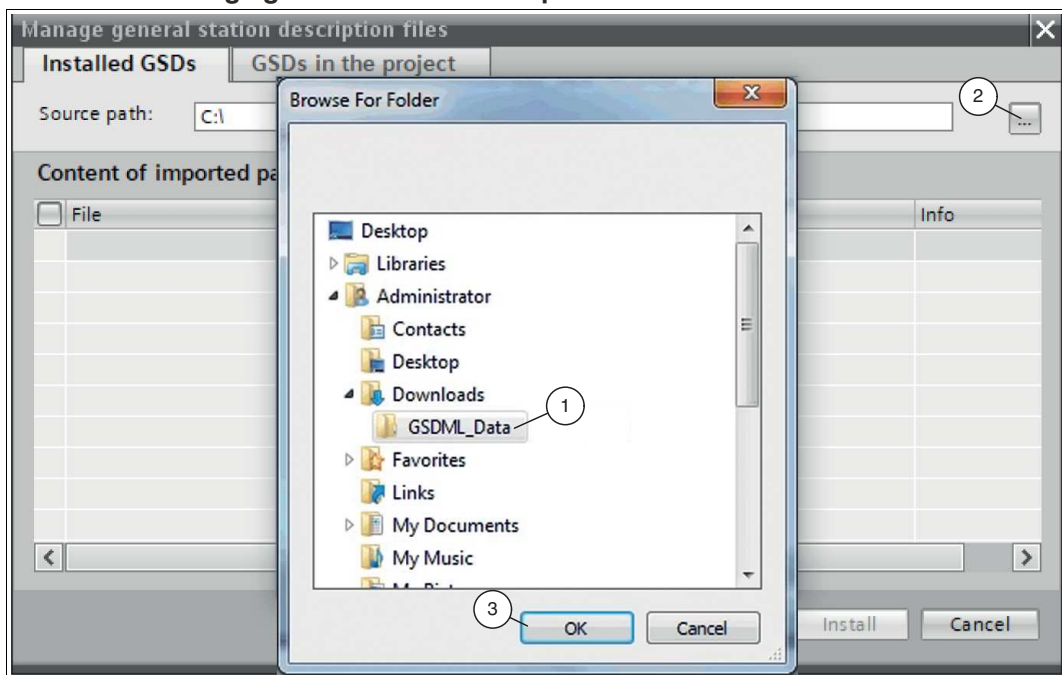 Manage general station description files
Installed GSDs GSDs in the project
Browse For Folder
Source path: C:\ ...
2
Content of imported pa
File Info
Desktop
Libraries
Administrator
Contacts
Desktop
Downloads
GSDML_Data
1
Favorites
Links
My Documents
My Music
3
OK Cancel
Install Cancel